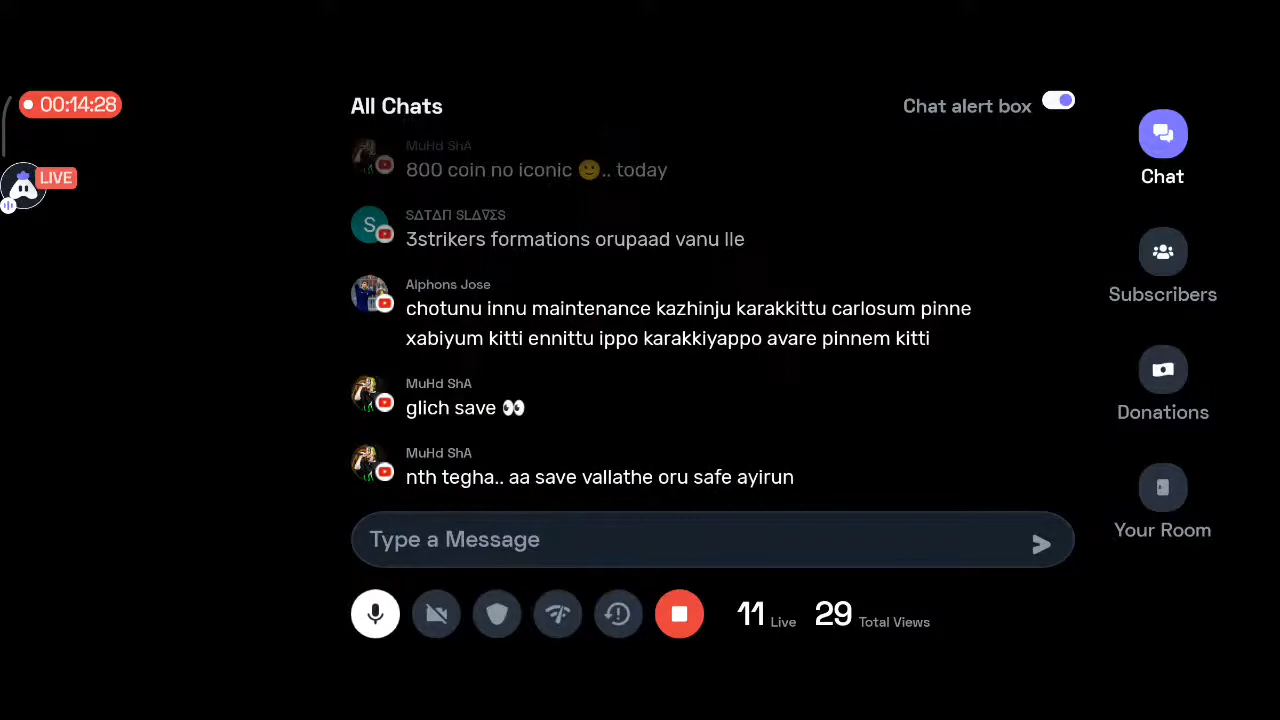 00:14:28
LIVE
All Chats
Chat alert box
MuHd ShA
800 coin no iconic 🙂.. today
S
SΔTΔΠ SLΔVΣS
3strikers formations orupaad vanu lle
Alphons Jose
chotunu innu maintenance kazhinju karakkittu carlosum pinne
xabiyum kitti ennittu ippo karakkiyappo avare pinnem kitti
MuHd ShA
glich save 👀
MuHd ShA
nth tegha.. aa save vallathe oru safe ayirun
Type a Message
11 Live 29 Total Views
Chat
Subscribers
Donations
Your Room